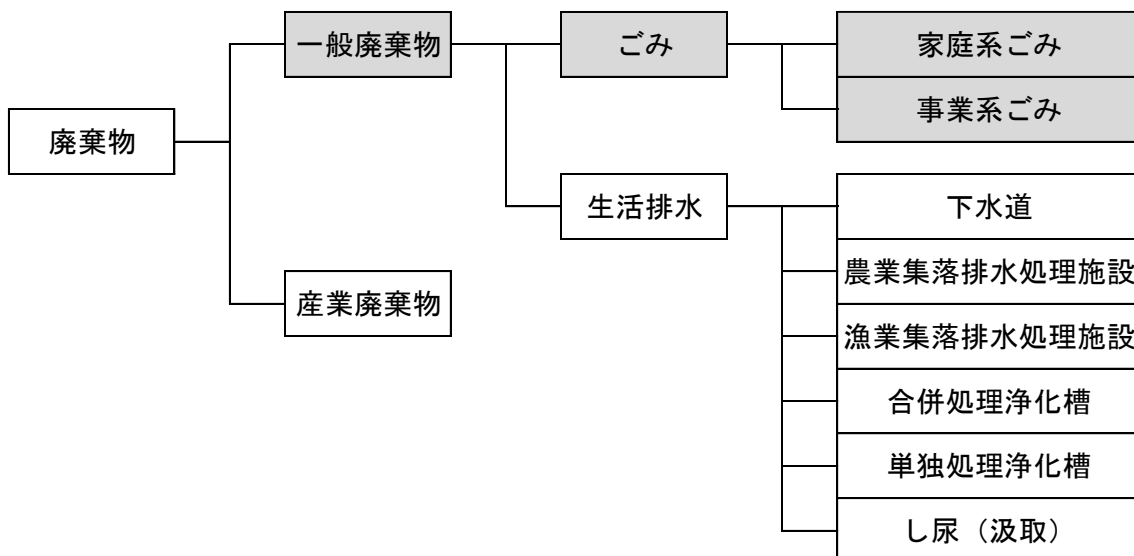 廃棄物
一般廃棄物
産業廃棄物
ごみ
生活排水
家庭系ごみ
事業系ごみ
下水道
農業集落排水処理施設
漁業集落排水処理施設
合併処理浄化槽
単独処理浄化槽
し尿（汲取）